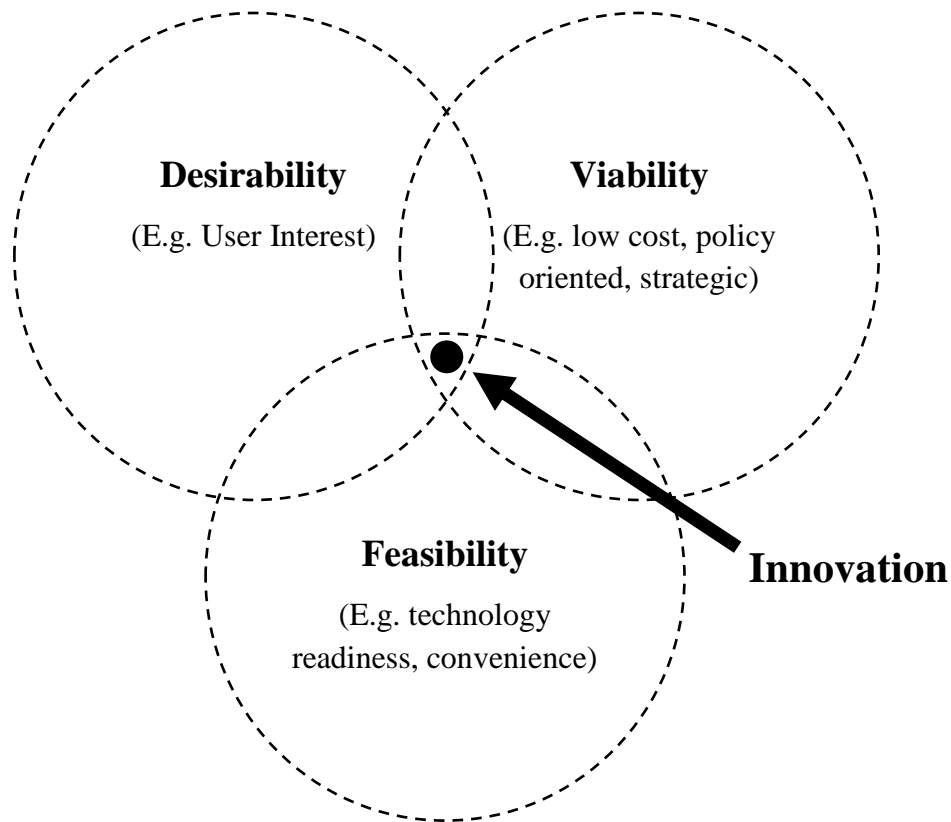 Desirability
(E.g. User Interest)
Viability
(E.g. low cost, policy
oriented, strategic)
Feasibility
(E.g. technology
readiness, convenience)
Innovation